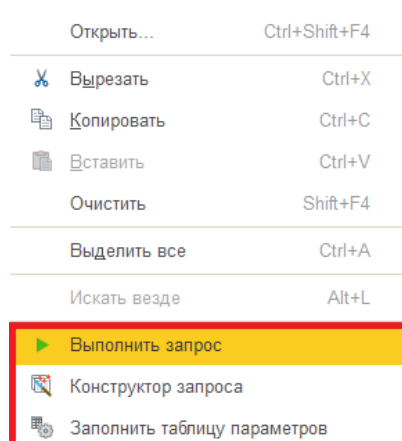 Открыть... Ctrl+Shift+F4
Вырезать Ctrl+X
Копировать Ctrl+C
Вставить Ctrl+V
Очистить Shift+F4
Выделить все Ctrl+A
Искать везде Alt+L
Выполнить запрос
Конструктор запроса
Заполнить таблицу параметров